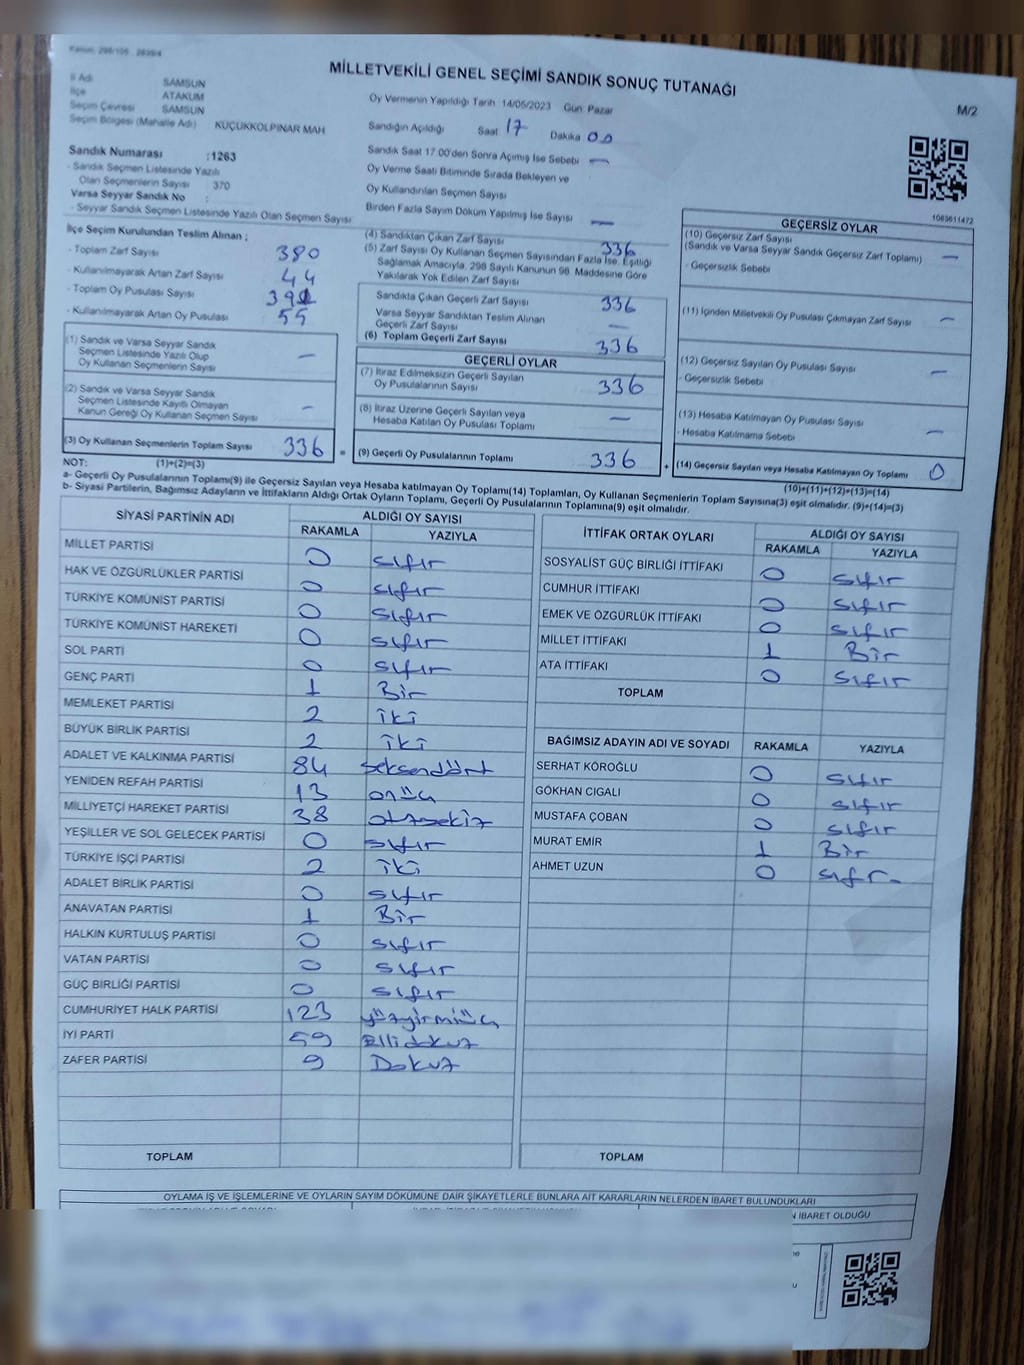 Kanun: 298/105 2839/4
MİLLETVEKİLİ GENEL SEÇİMİ SANDIK SONUÇ TUTANAĞI
M/2
İl Adı SAMSUN
İlçe ATAKUM
Seçim Çevresi SAMSUN
Seçim Bölgesi (Mahalle Adı) KÜÇÜKKOLPINAR MAH
Oy Vermenin Yapıldığı Tarih 14/05/2023 Gün Pazar
Sandığın Açıldığı Saat 17 Dakika 00
Sandık Saat 17.00'den Sonra Açılmış İse Sebebi —
Oy Verme Saati Bitiminde Sırada Bekleyen ve
Oy Kullandırılan Seçmen Sayısı
Birden Fazla Sayım Döküm Yapılmış İse Sayısı —
Sandık Numarası :1263
- Sandık Seçmen Listesinde Yazılı
Olan Seçmenlerin Sayısı 370
Varsa Seyyar Sandık No :
- Seyyar Sandık Seçmen Listesinde Yazılı Olan Seçmen Sayısı
1063611472
İlçe Seçim Kurulundan Teslim Alınan ;
- Toplam Zarf Sayısı 380
- Kullanılmayarak Artan Zarf Sayısı 44
- Toplam Oy Pusulası Sayısı
- Kullanılmayarak Artan Oy Pusulası 55
(1) Sandık ve Varsa Seyyar Sandık
Seçmen Listesinde Yazılı Olup
Oy Kullanan Seçmenlerin Sayısı —
(2) Sandık ve Varsa Seyyar Sandık
Seçmen Listesinde Kayıtlı Olmayan
Kanun Gereği Oy Kullanan Seçmen Sayısı —
(3) Oy Kullanan Seçmenlerin Toplam Sayısı 336 =
(4) Sandıktan Çıkan Zarf Sayısı 336
(5) Zarf Sayısı Oy Kullanan Seçmen Sayısından Fazla İse, Eşitliği
Sağlamak Amacıyla, 298 Sayılı Kanunun 98. Maddesine Göre
Yakılarak Yok Edilen Zarf Sayısı
Sandıkta Çıkan Geçerli Zarf Sayısı 336
Varsa Seyyar Sandıktan Teslim Alınan
Geçerli Zarf Sayısı —
(6) Toplam Geçerli Zarf Sayısı 336
GEÇERLİ OYLAR
(7) İtiraz Edilmeksizin Geçerli Sayılan
Oy Pusulalarının Sayısı 336
(8) İtiraz Üzerine Geçerli Sayılan veya
Hesaba Katılan Oy Pusulası Toplamı —
(9) Geçerli Oy Pusulalarının Toplamı 336 +
GEÇERSİZ OYLAR
(10) Geçersiz Zarf Sayısı
(Sandık ve Varsa Seyyar Sandık Geçersiz Zarf Toplamı) —
- Geçersizlik Sebebi
(11) İçinden Milletvekili Oy Pusulası Çıkmayan Zarf Sayısı —
(12) Geçersiz Sayılan Oy Pusulası Sayısı —
- Geçersizlik Sebebi
(13) Hesaba Katılmayan Oy Pusulası Sayısı
- Hesaba Katılmama Sebebi —
(14) Geçersiz Sayılan veya Hesaba Katılmayan Oy Toplamı 0
NOT: (1)+(2)=(3)
(10)+(11)+(12)+(13)=(14)
a- Geçerli Oy Pusulalarının Toplamı(9) ile Geçersiz Sayılan veya Hesaba katılmayan Oy Toplamı(14) Toplamları, Oy Kullanan Seçmenlerin Toplam Sayısına(3) eşit olmalıdır. (9)+(14)=(3)
b- Siyasi Partilerin, Bağımsız Adayların ve İttifakların Aldığı Ortak Oyların Toplamı, Geçerli Oy Pusulalarının Toplamına(9) eşit olmalıdır.
SİYASİ PARTİNİN ADI ALDIĞI OY SAYISI
RAKAMLA YAZIYLA
MİLLET PARTİSİ 0 sıfır
HAK VE ÖZGÜRLÜKLER PARTİSİ 0 sıfır
TÜRKİYE KOMÜNİST PARTİSİ 0 sıfır
TÜRKİYE KOMÜNİST HAREKETİ 0 sıfır
SOL PARTİ 0 sıfır
GENÇ PARTİ 1 Bir
MEMLEKET PARTİSİ 2 iki
BÜYÜK BİRLİK PARTİSİ 2 iki
ADALET VE KALKINMA PARTİSİ 84 seksendört
YENİDEN REFAH PARTİSİ 13 onüç
MİLLİYETÇİ HAREKET PARTİSİ 38 otuzsekiz
YEŞİLLER VE SOL GELECEK PARTİSİ 0 sıfır
TÜRKİYE İŞÇİ PARTİSİ 2 iki
ADALET BİRLİK PARTİSİ 0 sıfır
ANAVATAN PARTİSİ 1 Bir
HALKIN KURTULUŞ PARTİSİ 0 sıfır
VATAN PARTİSİ 0 sıfır
GÜÇ BİRLİĞİ PARTİSİ 0 sıfır
CUMHURİYET HALK PARTİSİ 123 yüzyirmiüç
İYİ PARTİ 59 Ellidokuz
ZAFER PARTİSİ 9 Dokuz
TOPLAM
İTTİFAK ORTAK OYLARI ALDIĞI OY SAYISI
RAKAMLA YAZIYLA
SOSYALİST GÜÇ BİRLİĞİ İTTİFAKI 0 sıfır
CUMHUR İTTİFAKI 0 sıfır
EMEK VE ÖZGÜRLÜK İTTİFAKI 0 sıfır
MİLLET İTTİFAKI 1 Bir
ATA İTTİFAKI 0 sıfır
TOPLAM
BAĞIMSIZ ADAYIN ADI VE SOYADI RAKAMLA YAZIYLA
SERHAT KÖROĞLU 0 sıfır
GÖKHAN CIGALI 0 sıfır
MUSTAFA ÇOBAN 0 sıfır
MURAT EMİR 1 Bir
AHMET UZUN 0 sıfır
TOPLAM
OYLAMA İŞ VE İŞLEMLERİNE VE OYLARIN SAYIM DÖKÜMÜNE DAİR ŞİKAYETLERLE BUNLARA AİT KARARLARIN NELERDEN İBARET BULUNDUKLARI
N İBARET OLDUĞU